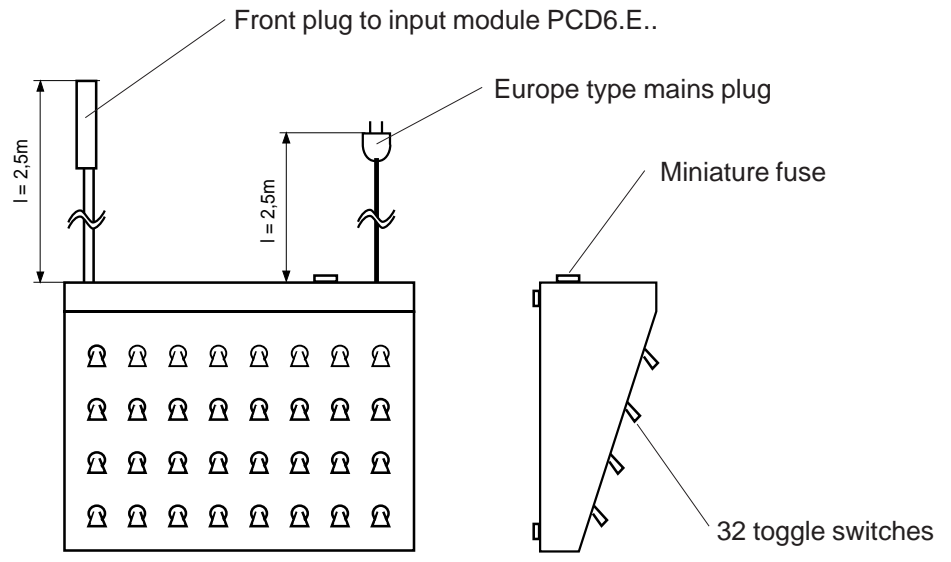 Front plug to input module PCD6.E..
Europe type mains plug
Miniature fuse
l = 2,5m
l = 2,5m
32 toggle switches